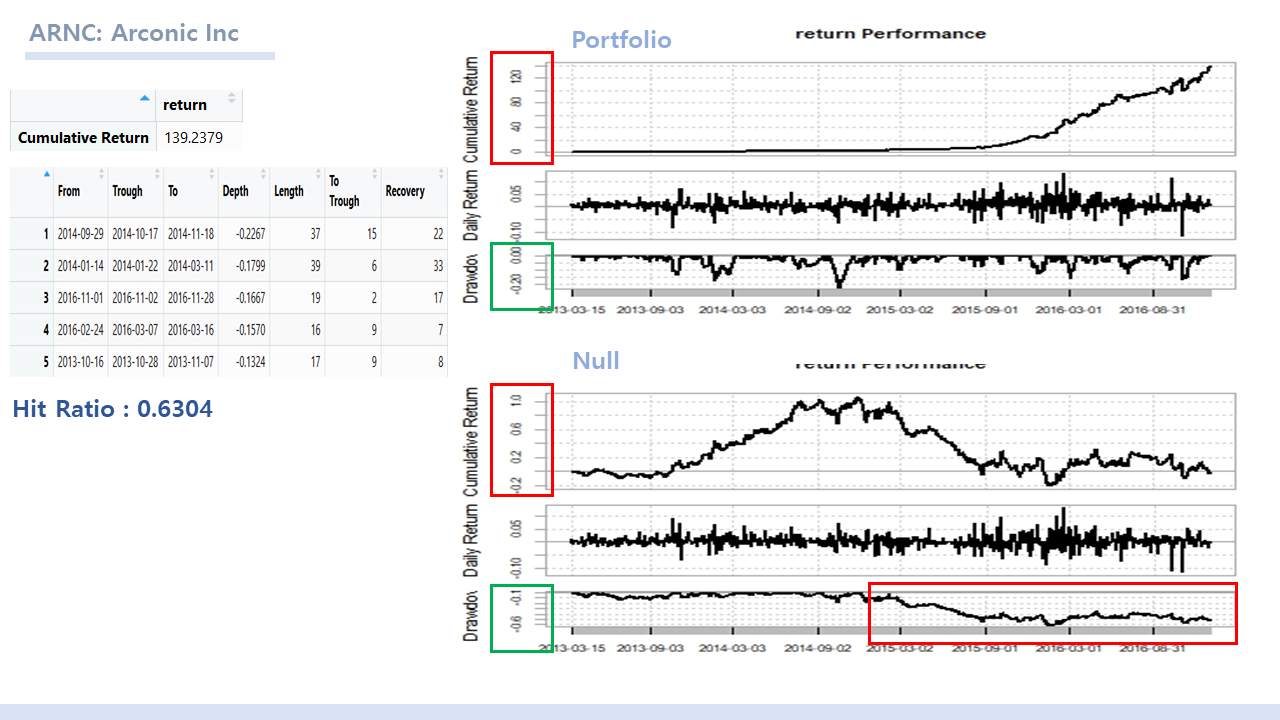 ARNC: Arconic Inc
return
Cumulative Return 139.2379
From Trough To Depth Length To Trough Recovery
1 2014-09-29 2014-10-17 2014-11-18 37 15 22
2 2014-01-14 2014-01-22 2014-03-11 -0.1799 39 6 33
3 2016-11-01 2016-11-02 2016-11-28 -0.1667 19 2 17
4 2016-02-24 2016-03-07 2016-03-16 -0.1570 16 9 7
5 2013-10-16 2013-10-28 2013-11-07 -0.1324 17 9 8
Hit Ratio : 0.6304
Portfolio
return Performance
Cumulative Return
0 40 80 120
Daily Return
-0.10 0.05
Drawdov
-0.20 0.00
2013-03-15 2013-09-03 2014-03-03 2014-09-02 2015-03-02 2015-09-01 2016-03-01 2016-08-31
Null
return Performance
Cumulative Return
-0.2 0.2 0.6 1.0
Daily Return
-0.10 0.05
Drawdov
-0.6 -0.1
2013-03-15 2013-09-03 2014-03-03 2014-09-02 2015-03-02 2015-09-01 2016-03-01 2016-08-31